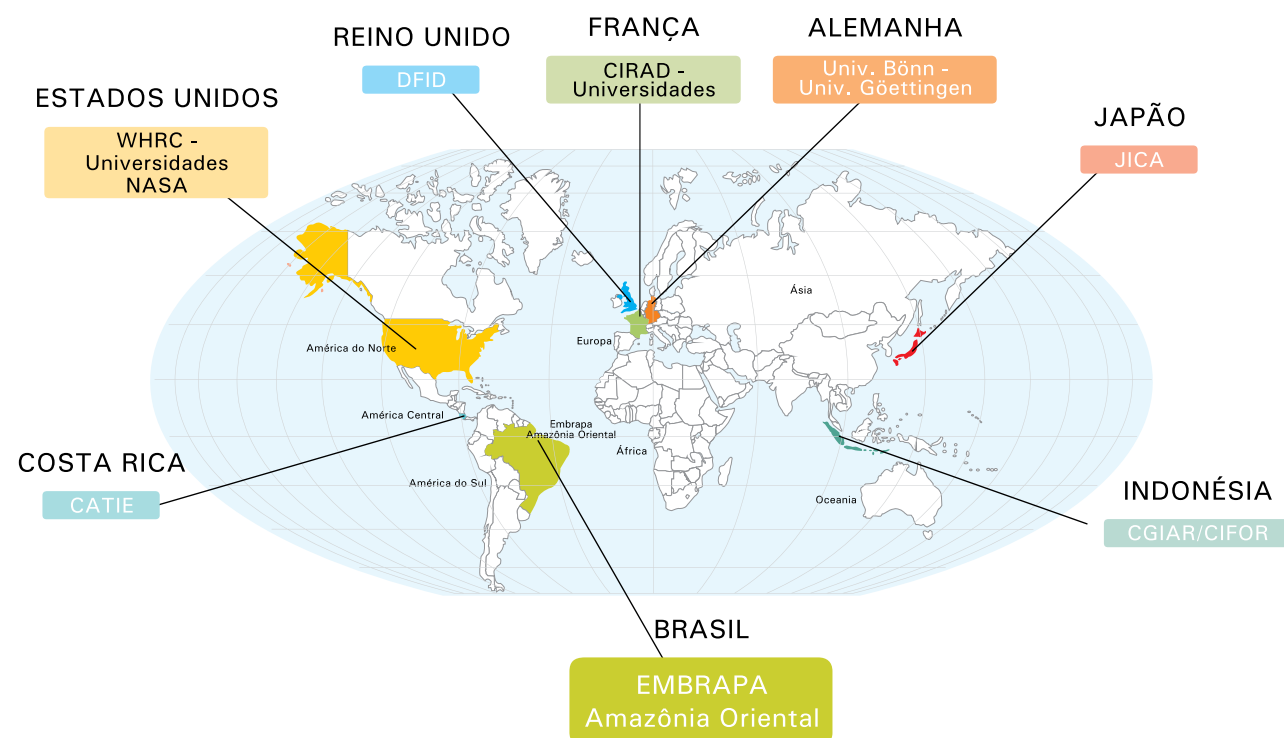 REINO UNIDO
DFID
FRANÇA
CIRAD -
Universidades
ALEMANHA
Univ. Bönn -
Univ. Göettingen
ESTADOS UNIDOS
WHRC -
Universidades
NASA
JAPÃO
JICA
Ásia
América do Norte
Europa
América Central
Embrapa
Amazônia Oriental
África
América do Sul
Oceania
COSTA RICA
CATIE
INDONÉSIA
CGIAR/CIFOR
BRASIL
EMBRAPA
Amazônia Oriental